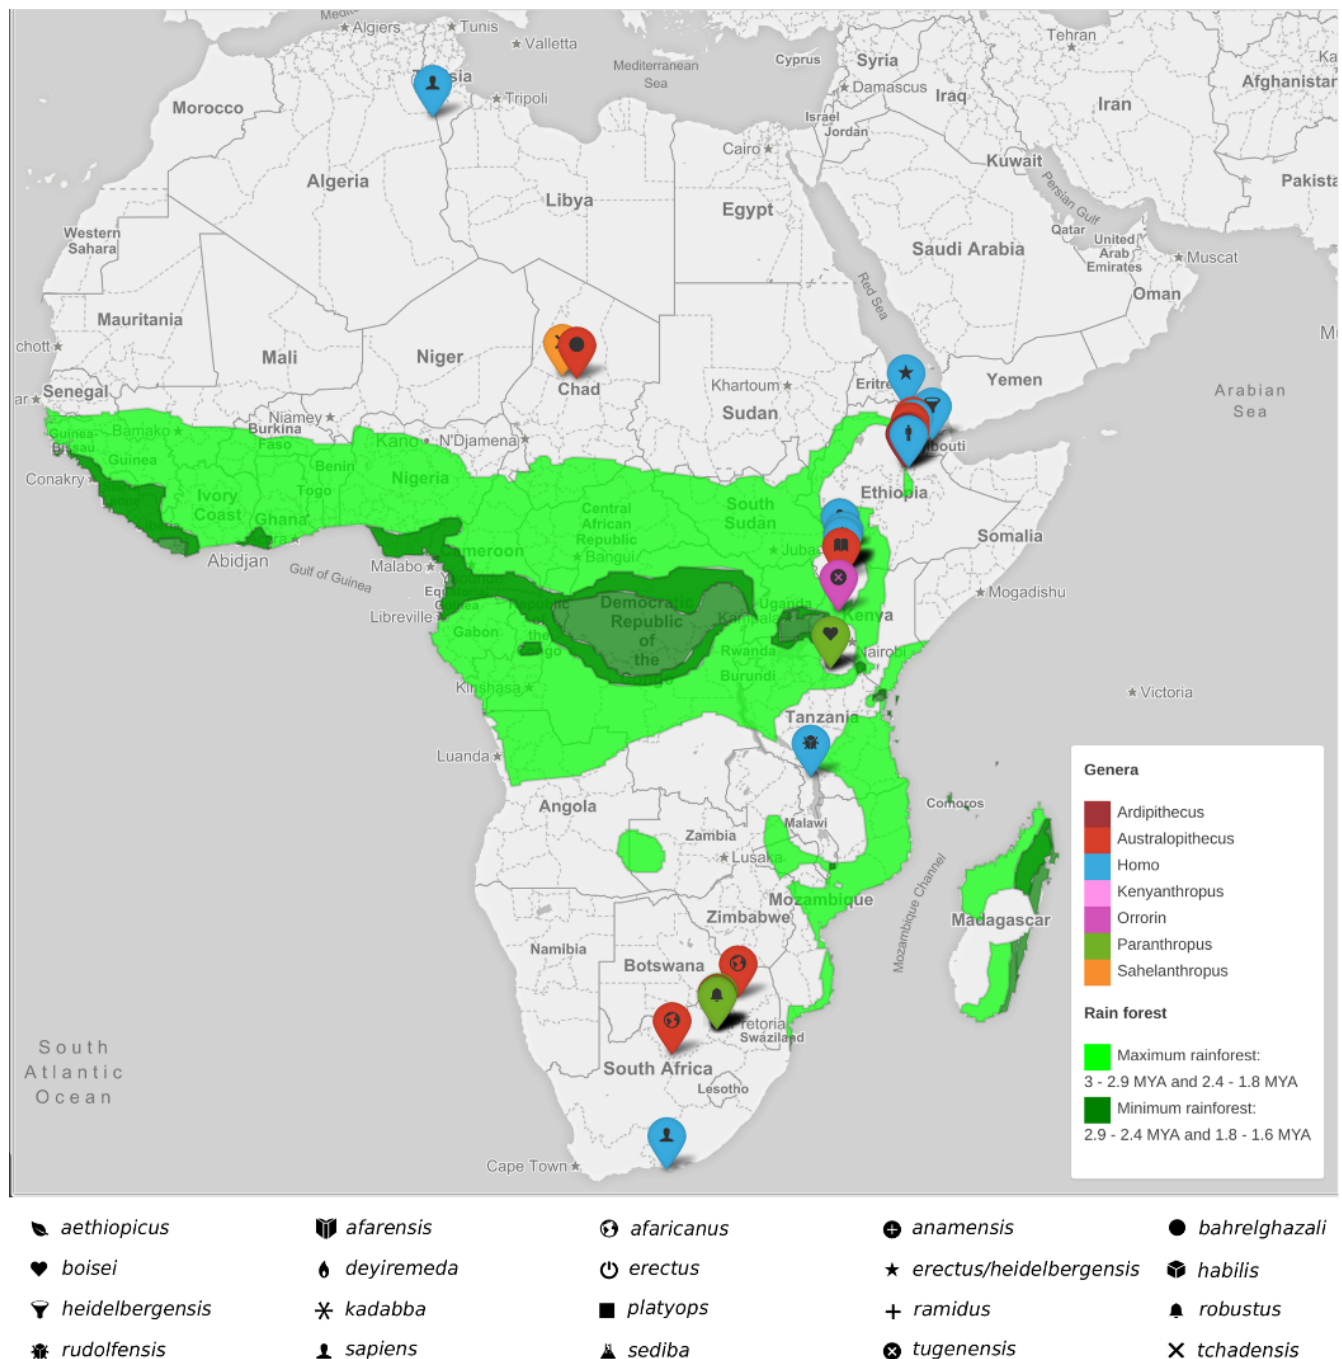 Algiers
Tunis
Valletta
Tehran
Mediterranean
Sea
Cyprus
Syria
Damascus
Iraq
Iran
Afghanistan
Morocco
Tripoli
Israel
Jordan
Cairo
Kuwait
Algeria
Libya
Egypt
Persian Gulf
Western
Sahara
Qatar
United
Arab
Emirates
Saudi Arabia
Muscat
Oman
Red Sea
Mauritania
Mali
Niger
Chad
Khartoum
Sudan
Yemen
Arabian
Sea
Senegal
Niamey
Burkina
Faso
Bamako
Kano
N'Djamena
Guinea-
Bissau
Guinea
Benin
Nigeria
Conakry
Ivory
Coast
Togo
Ghana
Central
African
Republic
South
Sudan
Ethiopia
Somalia
Abidjan
Gulf of Guinea
Malabo
Cameroon
Bangui
Juba
Mogadishu
Libreville
Gabon
Republic
the
Congo
Democratic
Republic
of
the
Uganda
Kampala
Kenya
Nairobi
Rwanda
Burundi
Kinshasa
Victoria
Tanzania
Luanda
Angola
Zambia
Lusaka
Malawi
Comoros
Mozambique
Zimbabwe
Mozambique Channel
Madagascar
Namibia
Botswana
Swaziland
South Africa
Lesotho
Cape Town
South
Atlantic
Ocean
Genera
Ardipithecus
Australopithecus
Homo
Kenyanthropus
Orrorin
Paranthropus
Sahelanthropus
Rain forest
Maximum rainforest:
3 - 2.9 MYA and 2.4 - 1.8 MYA
Minimum rainforest:
2.9 - 2.4 MYA and 1.8 - 1.6 MYA
aethiopicus afarensis afaricanus anamensis bahrelghazali
boisei deyiremeda erectus erectus/heidelbergensis habilis
heidelbergensis kadabba platyops ramidus robustus
rudolfensis sapiens sediba tugenensis tchadensis